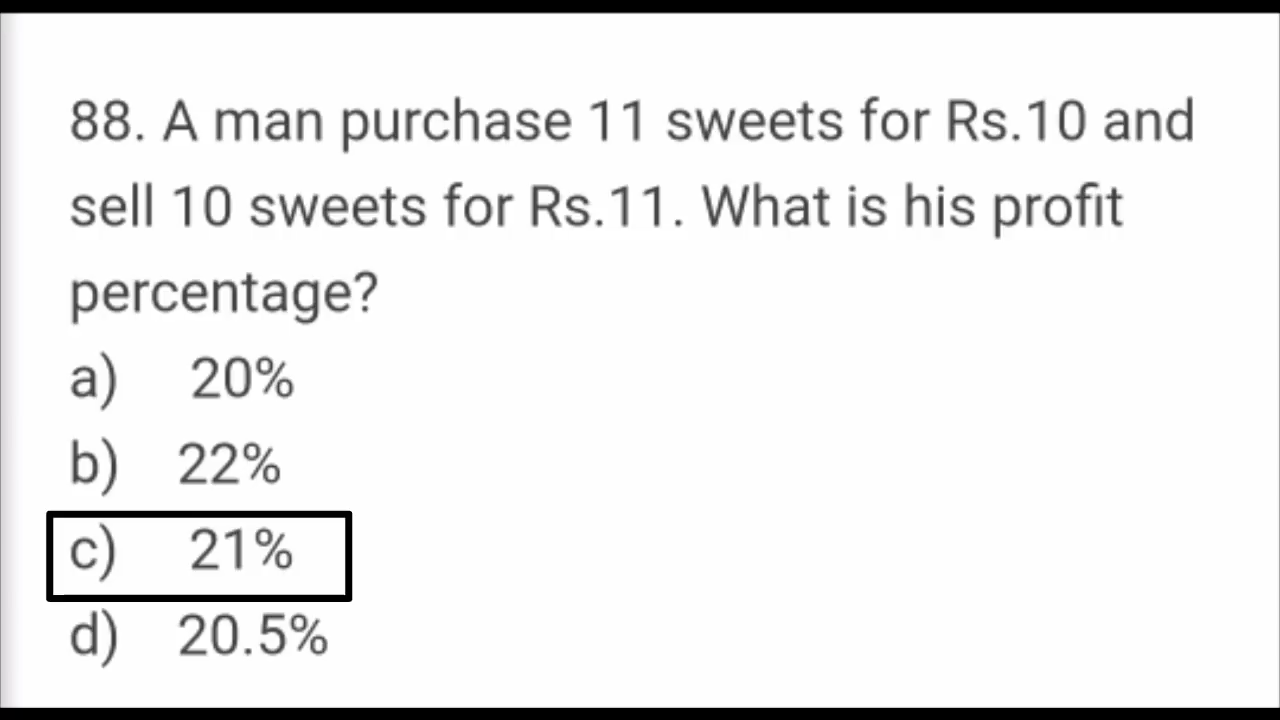 88. A man purchase 11 sweets for Rs.10 and
sell 10 sweets for Rs.11. What is his profit
percentage?
a) 20%
b) 22%
c) 21%
d) 20.5%